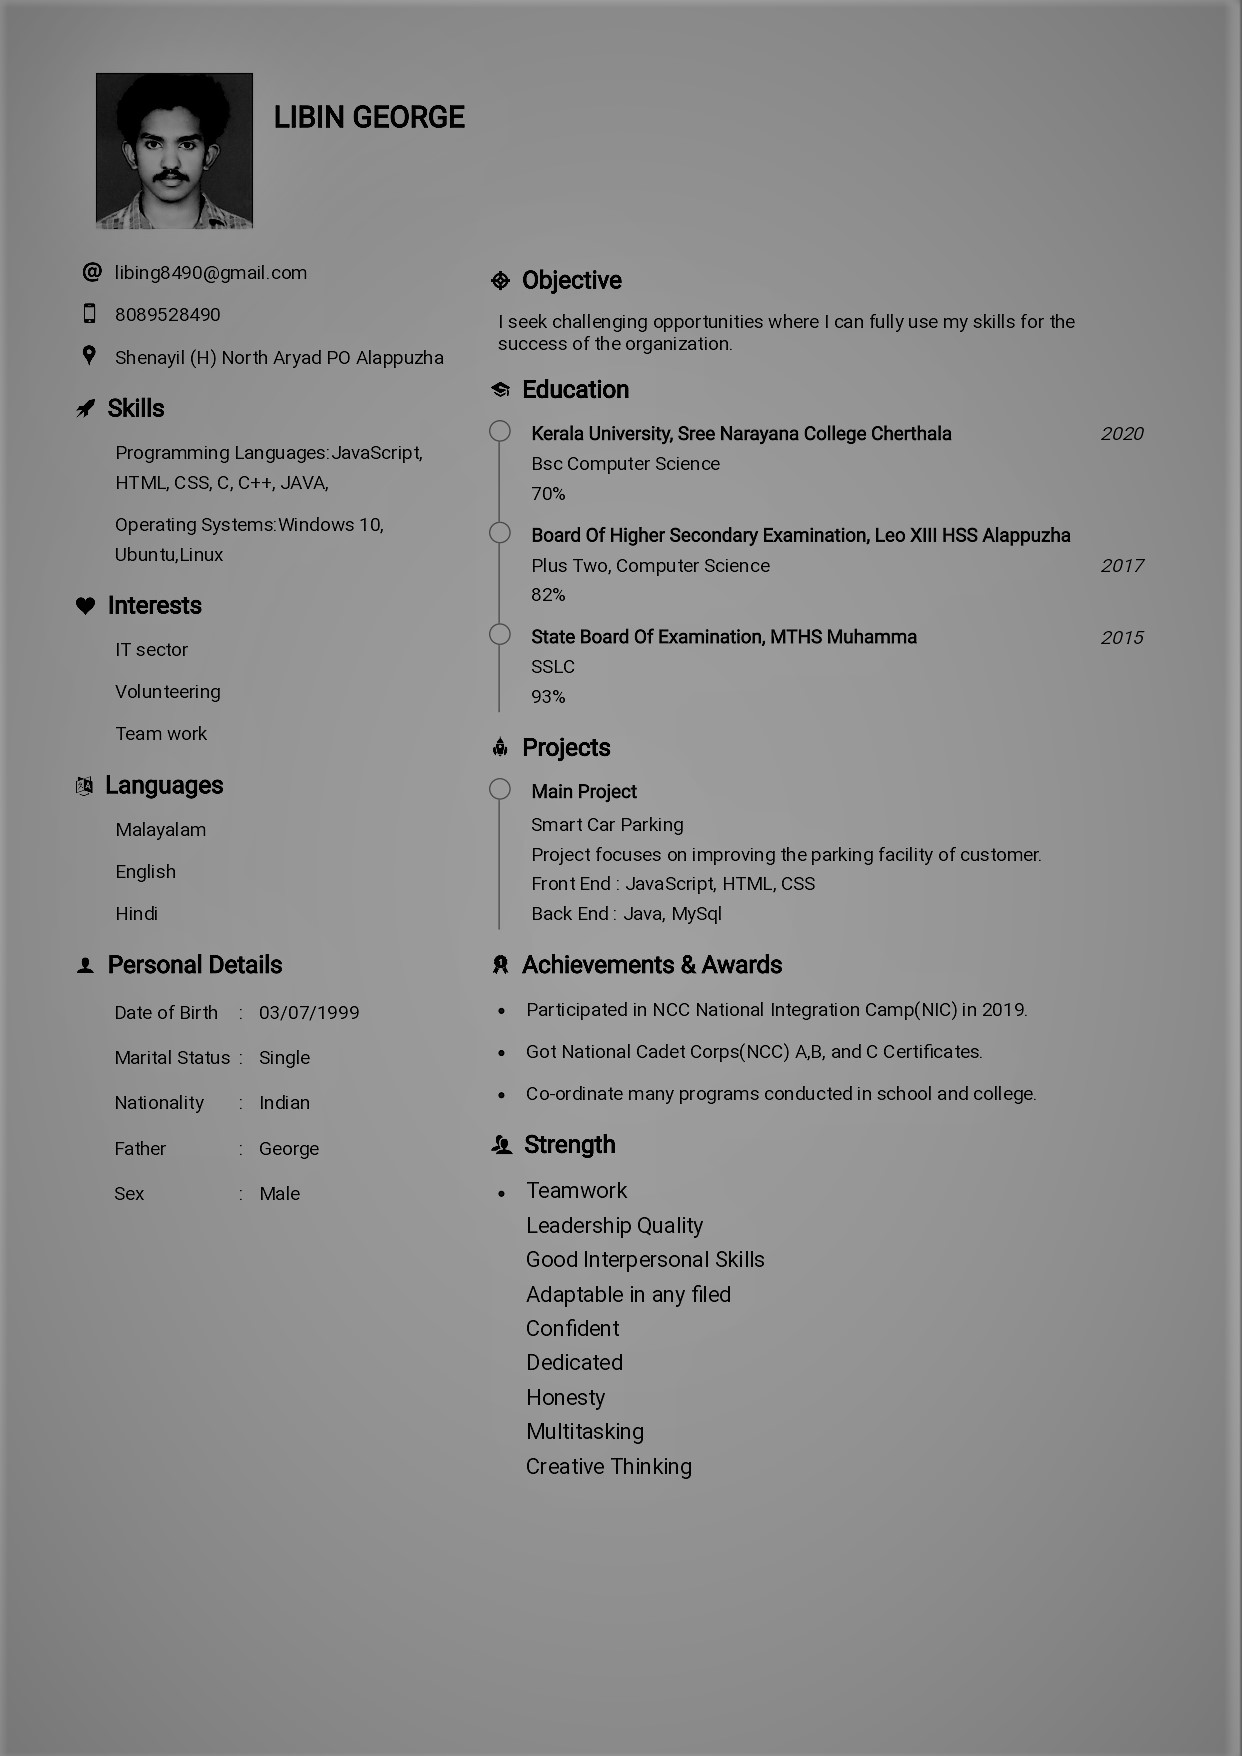 LIBIN GEORGE
libing8490@gmail.com
8089528490
Shenayil (H) North Aryad PO Alappuzha
Skills
Programming Languages:JavaScript,
HTML, CSS, C, C++, JAVA,
Operating Systems:Windows 10,
Ubuntu,Linux
Interests
IT sector
Volunteering
Team work
Languages
Malayalam
English
Hindi
Personal Details
Date of Birth : 03/07/1999
Marital Status : Single
Nationality : Indian
Father : George
Sex : Male
Objective
I seek challenging opportunities where I can fully use my skills for the
success of the organization.
Education
Kerala University, Sree Narayana College Cherthala 2020
Bsc Computer Science
70%
Board Of Higher Secondary Examination, Leo XIII HSS Alappuzha
Plus Two, Computer Science 2017
82%
State Board Of Examination, MTHS Muhamma 2015
SSLC
93%
Projects
Main Project
Smart Car Parking
Project focuses on improving the parking facility of customer.
Front End : JavaScript, HTML, CSS
Back End : Java, MySql
Achievements & Awards
• Participated in NCC National Integration Camp(NIC) in 2019.
• Got National Cadet Corps(NCC) A,B, and C Certificates.
• Co-ordinate many programs conducted in school and college.
Strength
• Teamwork
Leadership Quality
Good Interpersonal Skills
Adaptable in any filed
Confident
Dedicated
Honesty
Multitasking
Creative Thinking